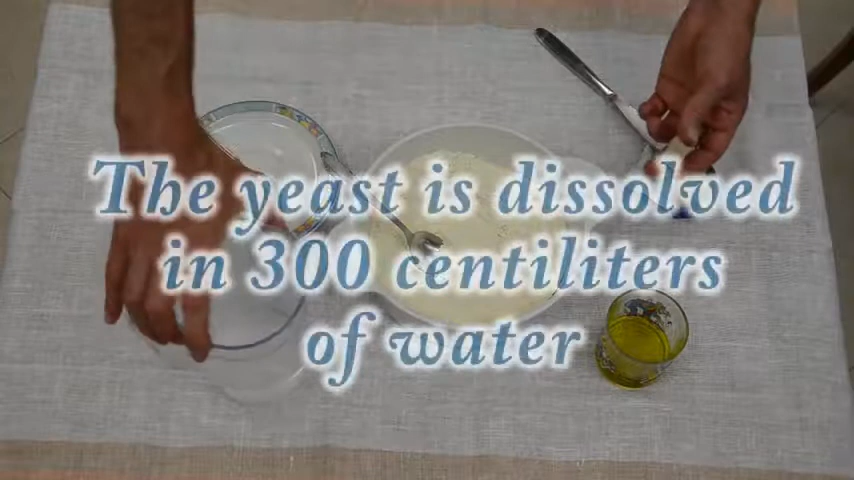 The yeast is dissolved
in 300 centiliters
of water